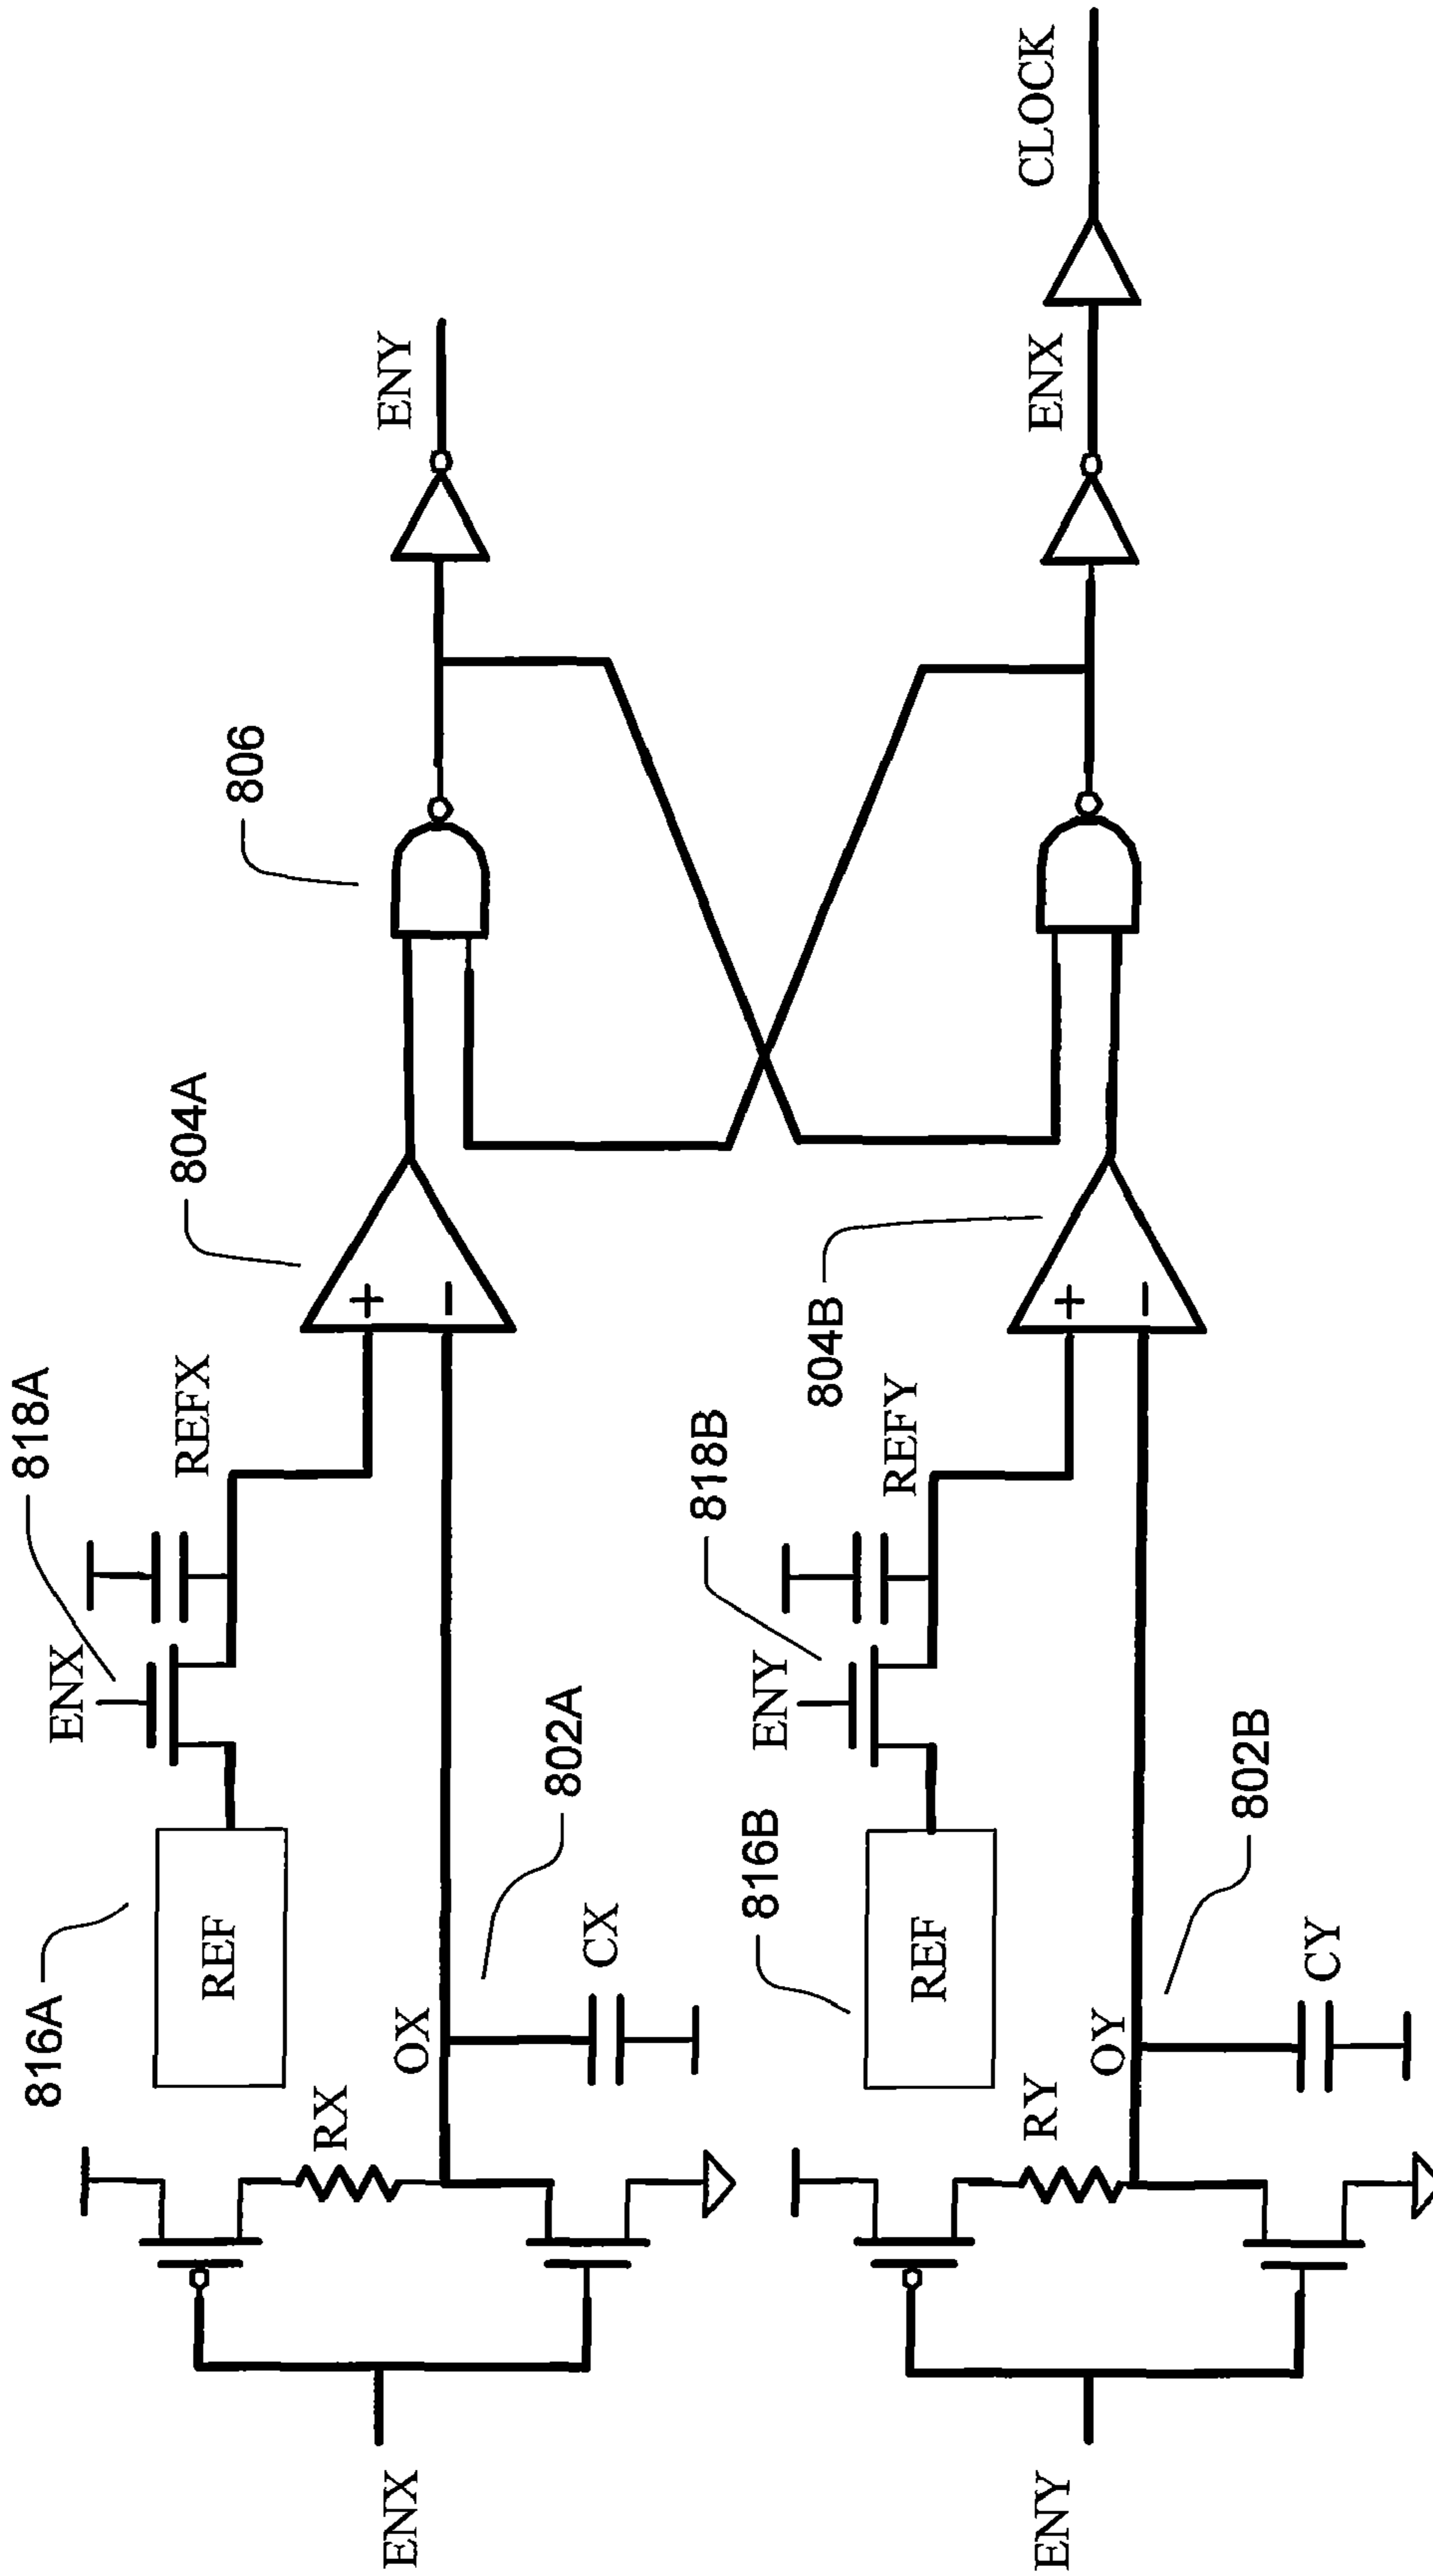 816A
REF
ENX
818A
REFX
804A
806
ENY
RX
OX
CX
802A
ENX
816B
REF
ENY
818B
REFY
804B
ENX
CLOCK
RY
OY
CY
802B
ENY
+
−
+
−